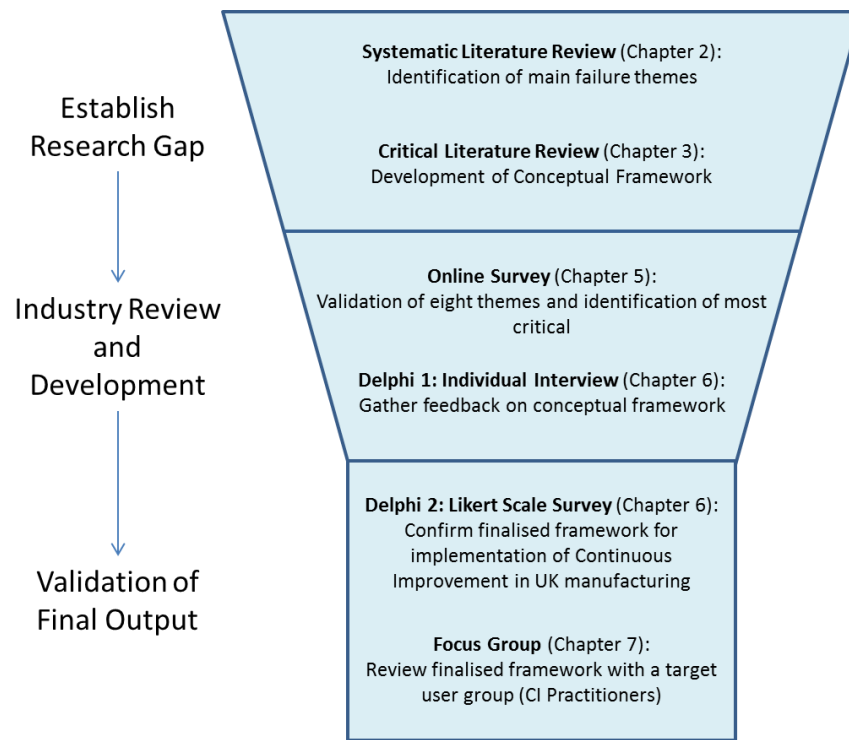 Establish
Research Gap
Systematic Literature Review (Chapter 2):
Identification of main failure themes
Critical Literature Review (Chapter 3):
Development of Conceptual Framework
Industry Review
and
Development
Online Survey (Chapter 5):
Validation of eight themes and identification of most
critical
Delphi 1: Individual Interview (Chapter 6):
Gather feedback on conceptual framework
Validation of
Final Output
Delphi 2: Likert Scale Survey (Chapter 6):
Confirm finalised framework for
implementation of Continuous
Improvement in UK manufacturing
Focus Group (Chapter 7):
Review finalised framework with a target
user group (CI Practitioners)